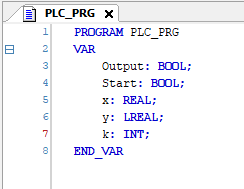 PLC_PRG
1 PROGRAM PLC_PRG
2 VAR
3 Output: BOOL;
4 Start: BOOL;
5 x: REAL;
6 y: LREAL;
7 k: INT;
8 END_VAR